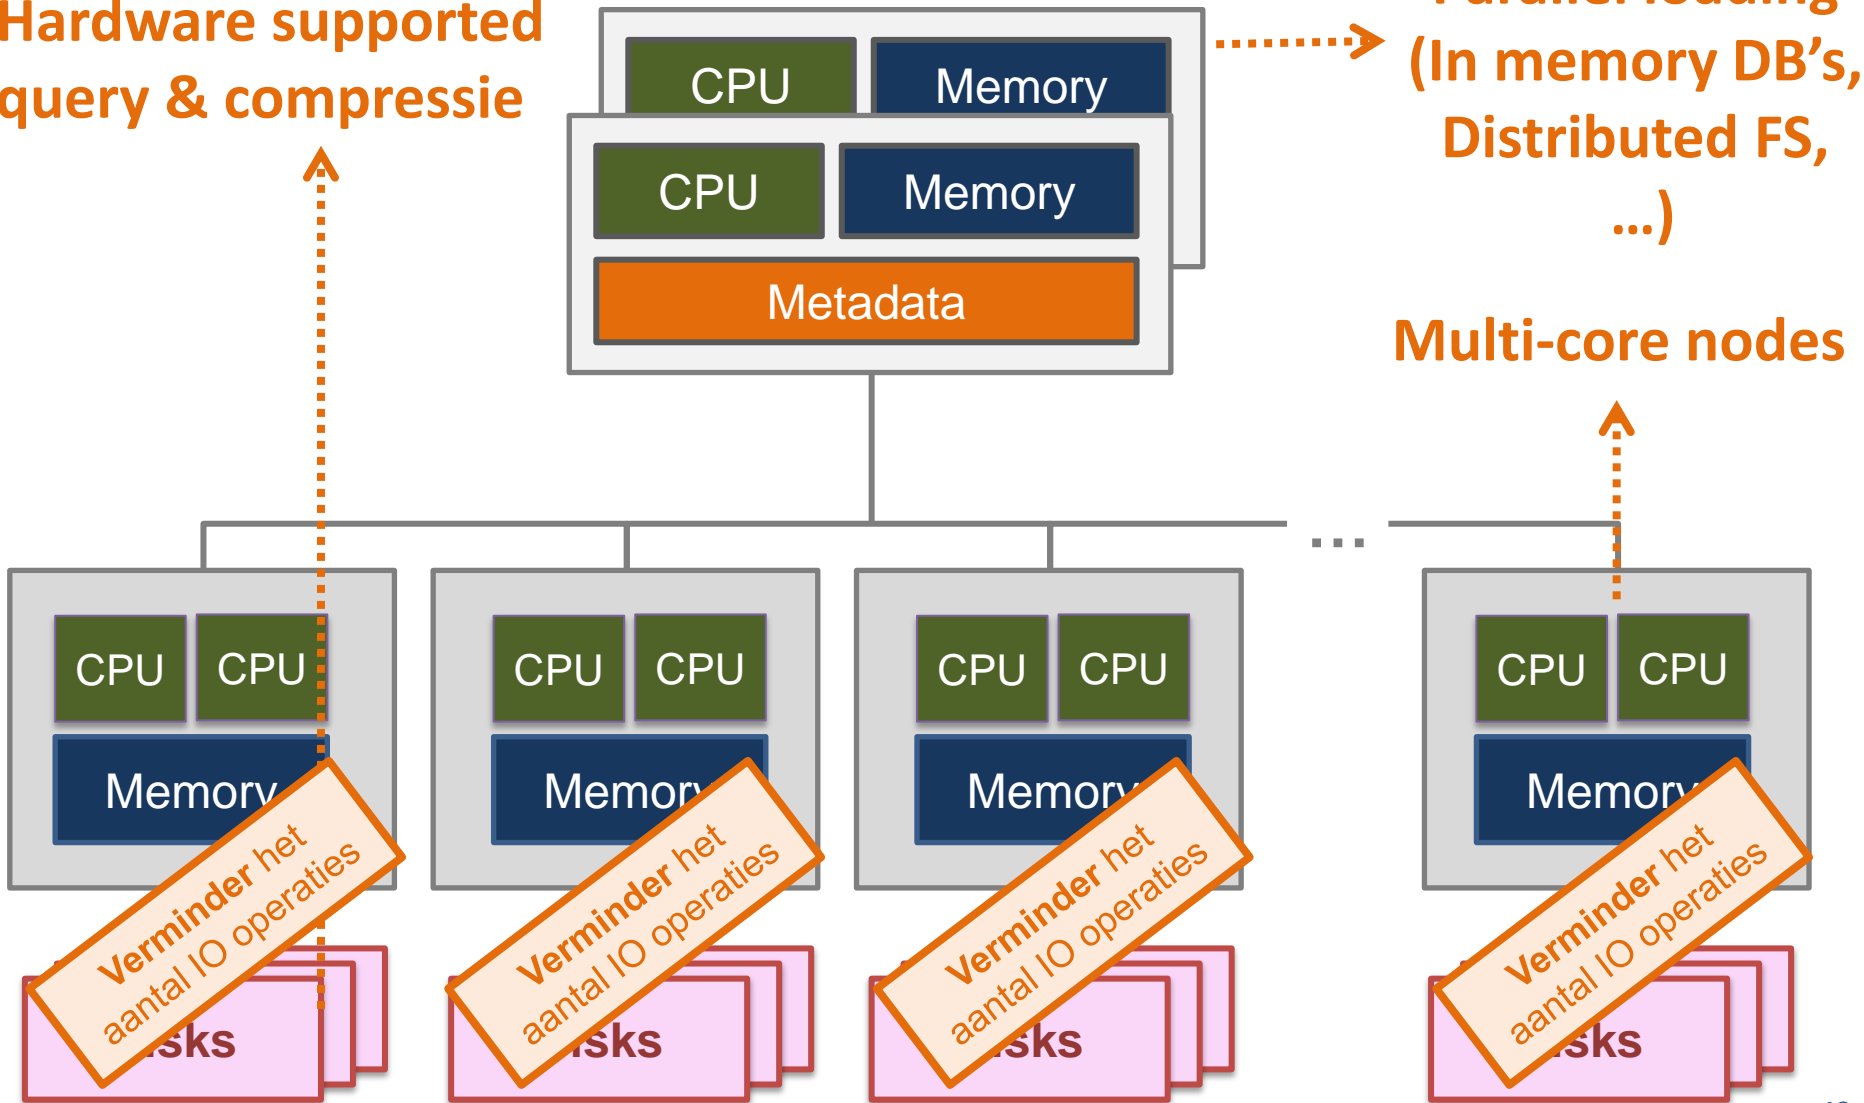 Hardware supported
query & compressie
Parallel loading
(In memory DB's,
Distributed FS,
...)
CPU
Memory
CPU
Memory
Metadata
Multi-core nodes
...
CPU
CPU
Memory
CPU
CPU
Memory
CPU
CPU
Memory
CPU
CPU
Memory
Verminder het
aantal IO operaties
Verminder het
aantal IO operaties
Verminder het
aantal IO operaties
Verminder het
aantal IO operaties